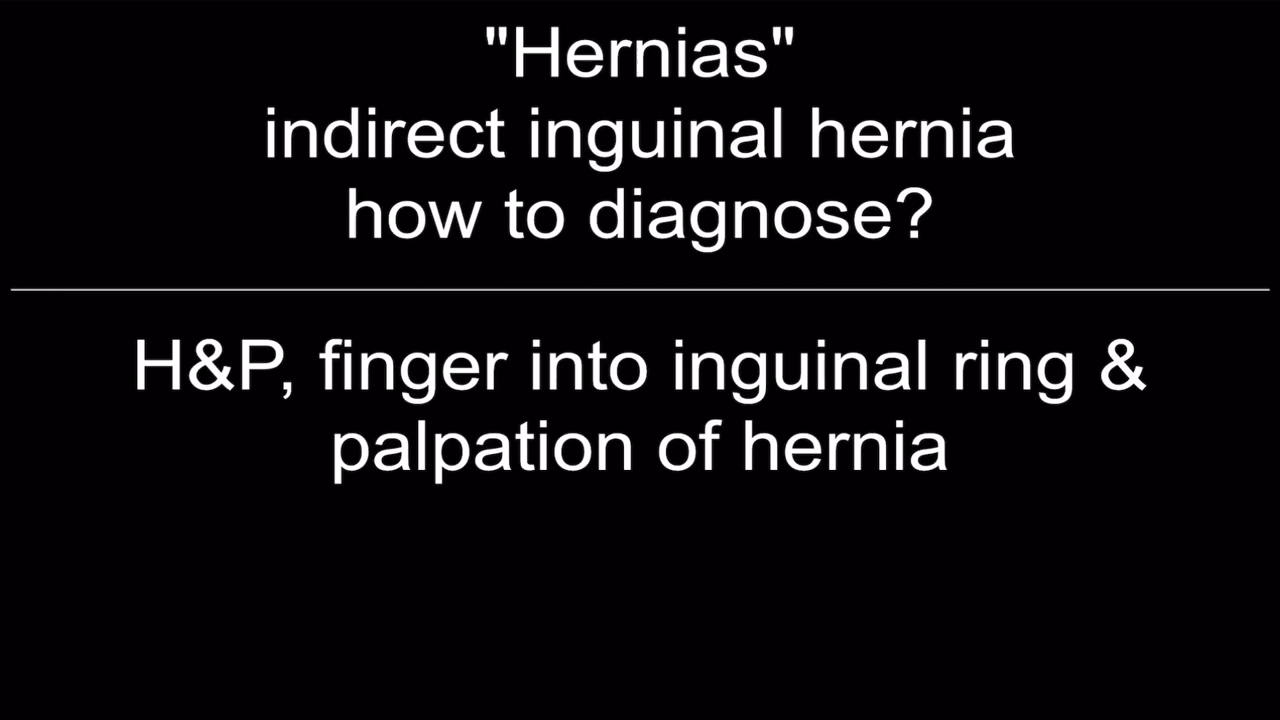 "Hernias"
indirect inguinal hernia
how to diagnose?
H&P, finger into inguinal ring &
palpation of hernia